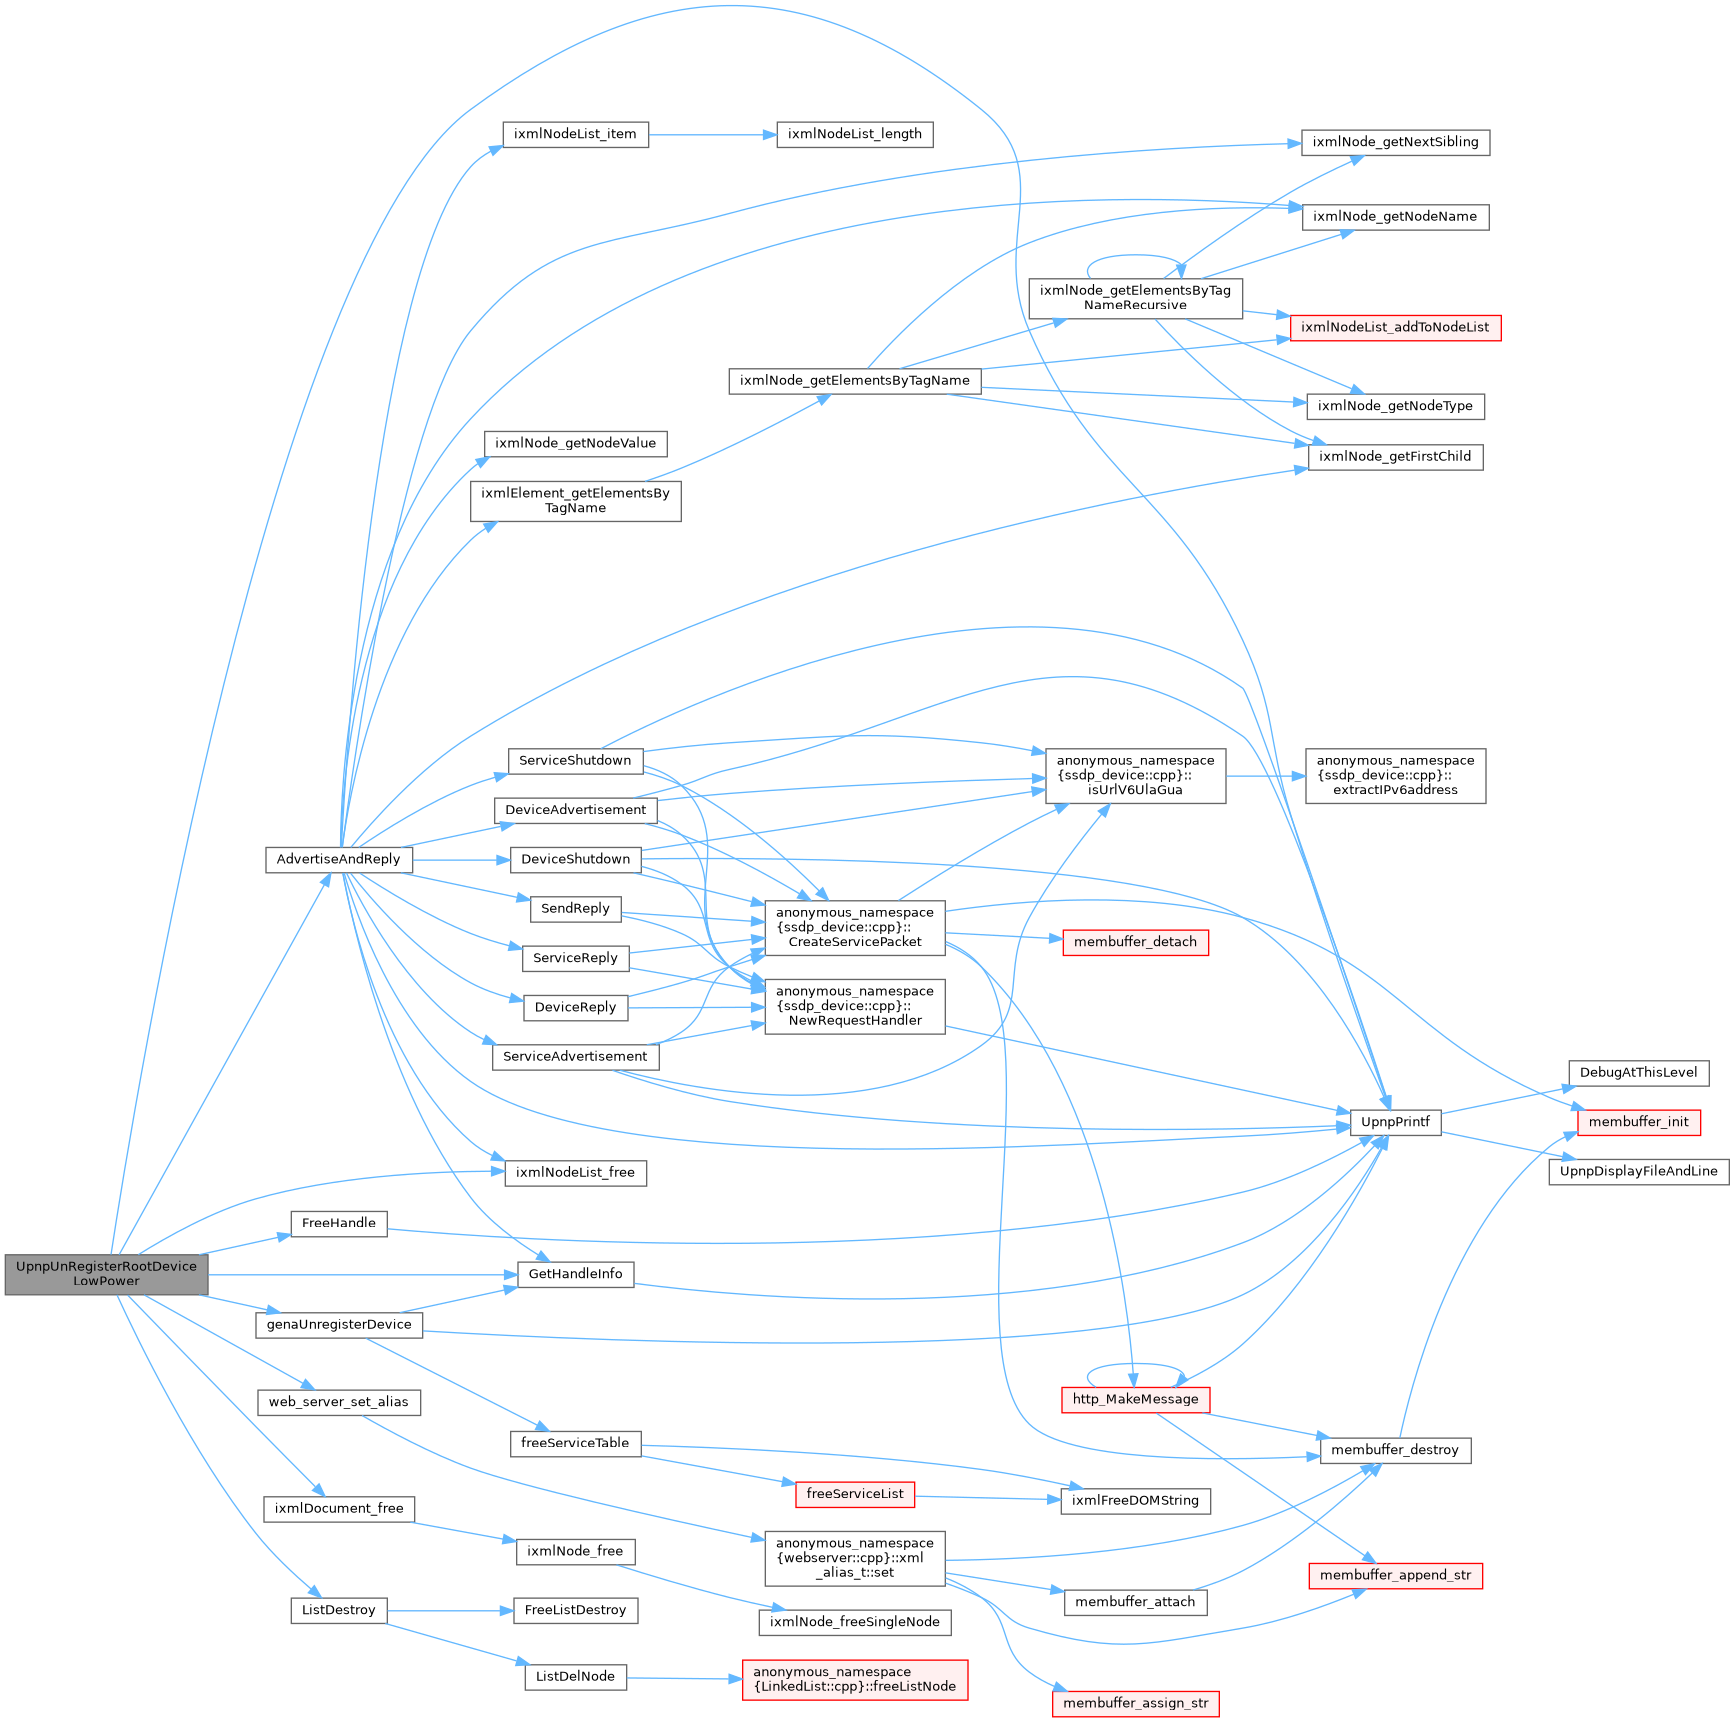 UpnpUnRegisterRootDevice
LowPower
AdvertiseAndReply
FreeHandle
genaUnregisterDevice
web_server_set_alias
ixmlDocument_free
ListDestroy
ixmlNodeList_item
ixmlNode_getNodeValue
ixmlElement_getElementsBy
TagName
ServiceShutdown
DeviceAdvertisement
DeviceShutdown
SendReply
ServiceReply
DeviceReply
ServiceAdvertisement
ixmlNodeList_free
GetHandleInfo
freeServiceTable
ixmlNode_free
FreeListDestroy
ListDelNode
ixmlNodeList_length
ixmlNode_getElementsByTagName
anonymous_namespace
{ssdp_device::cpp}::
CreateServicePacket
anonymous_namespace
{ssdp_device::cpp}::
NewRequestHandler
freeServiceList
anonymous_namespace
{webserver::cpp}::xml
_alias_t::set
ixmlNode_freeSingleNode
anonymous_namespace
{LinkedList::cpp}::freeListNode
ixmlNode_getElementsByTag
NameRecursive
anonymous_namespace
{ssdp_device::cpp}::
isUrlV6UlaGua
membuffer_detach
http_MakeMessage
ixmlFreeDOMString
membuffer_attach
membuffer_assign_str
ixmlNode_getNextSibling
ixmlNode_getNodeName
ixmlNodeList_addToNodeList
ixmlNode_getNodeType
ixmlNode_getFirstChild
anonymous_namespace
{ssdp_device::cpp}::
extractIPv6address
UpnpPrintf
membuffer_destroy
membuffer_append_str
DebugAtThisLevel
membuffer_init
UpnpDisplayFileAndLine